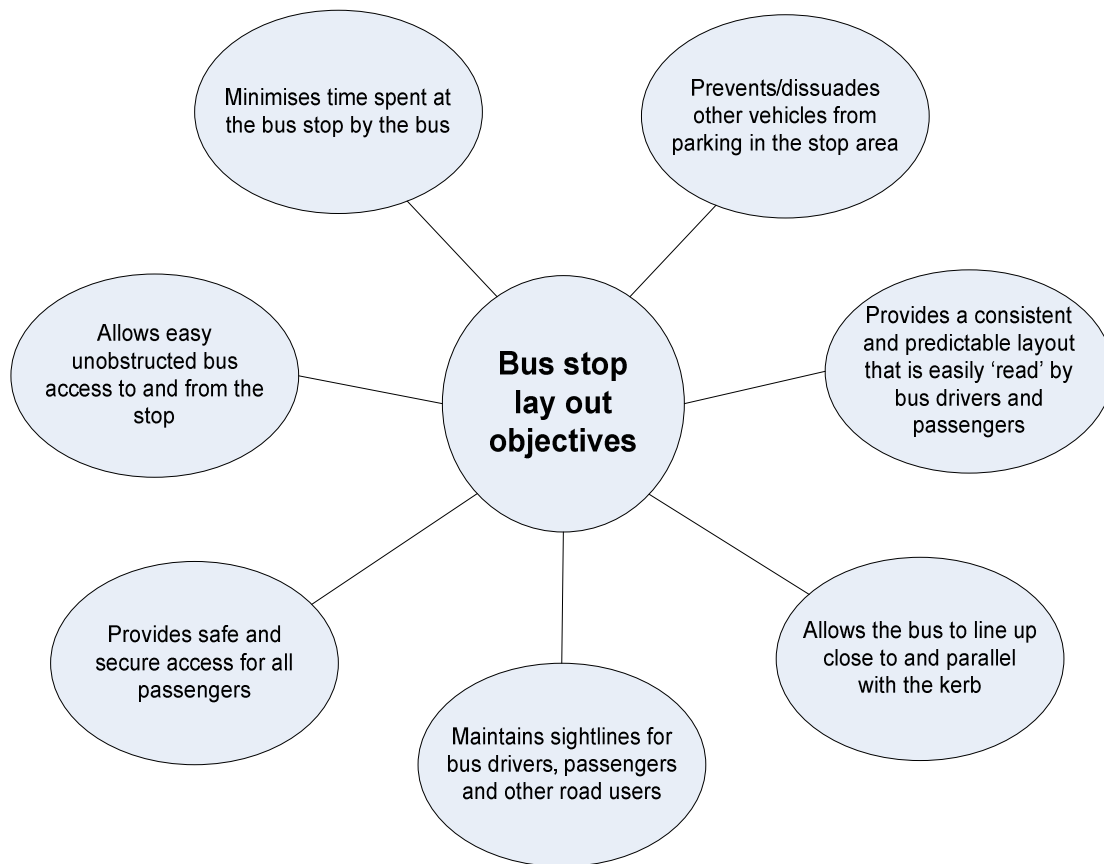 Minimises time spent at
the bus stop by the bus
Prevents/dissuades
other vehicles from
parking in the stop area
Allows easy
unobstructed bus
access to and from the
stop
Bus stop
lay out
objectives
Provides a consistent
and predictable layout
that is easily ‘read’ by
bus drivers and
passengers
Provides safe and
secure access for all
passengers
Maintains sightlines for
bus drivers, passengers
and other road users
Allows the bus to line up
close to and parallel
with the kerb